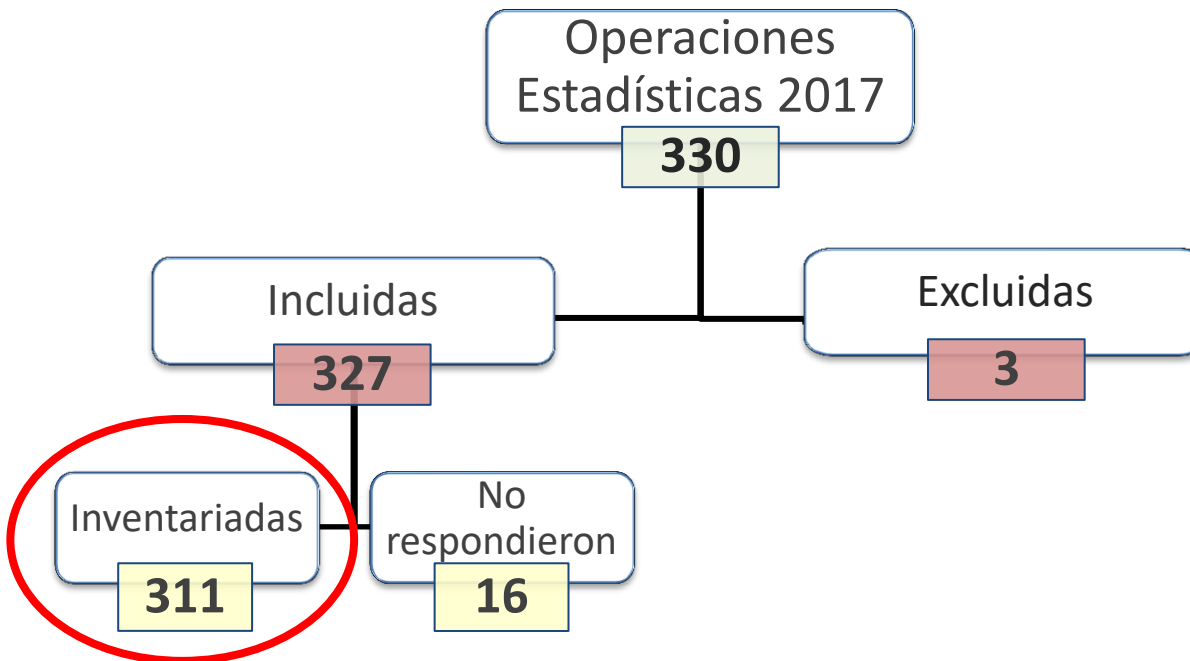 Operaciones
Estadísticas 2017
330
Incluidas
327
Excluidas
3
Inventariadas
311
No
respondieron
16